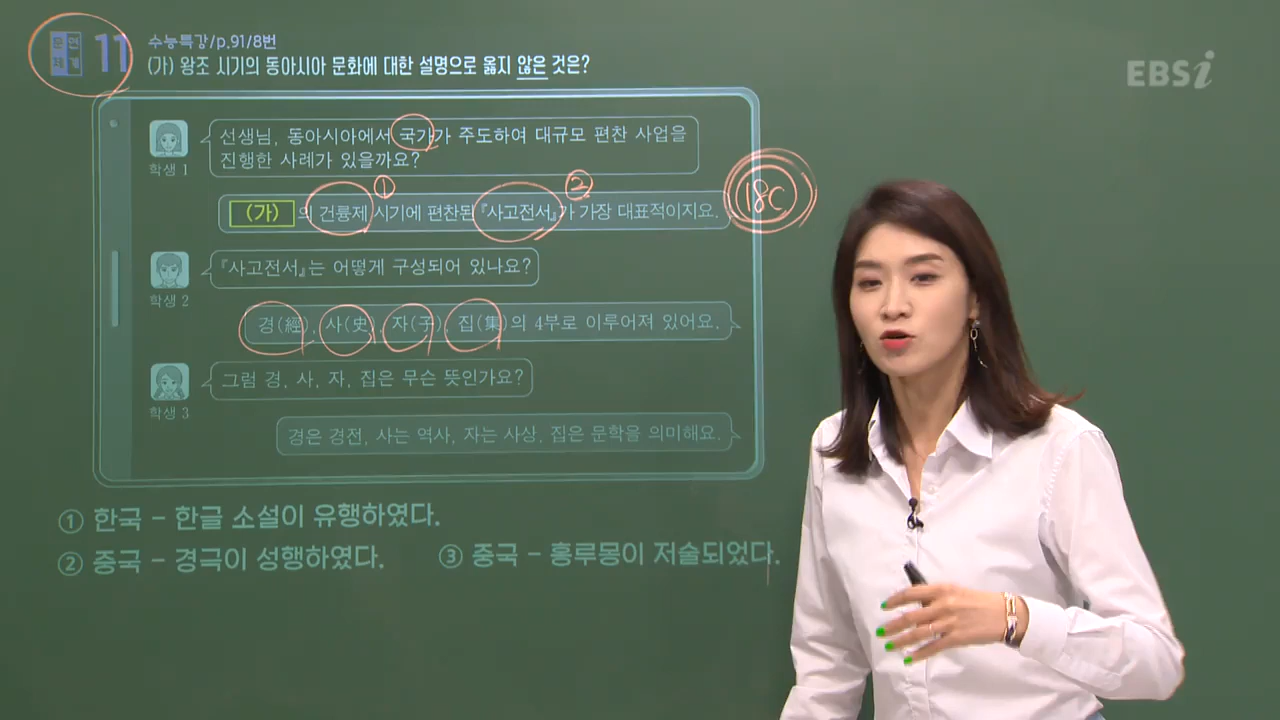 문연
제계
11
수능특강/p.91/8번
(가) 왕조 시기의 동아시아 문화에 대한 설명으로 옳지 않은 것은?
EBSi
선생님, 동아시아에서 국가가 주도하여 대규모 편찬 사업을
진행한 사례가 있을까요?
학생 1
① ②
(가) 의 건륭제 시기에 편찬된 『사고전서』가 가장 대표적이지요.
18C
『사고전서』는 어떻게 구성되어 있나요?
학생 2
경(經), 사(史), 자(子), 집(集)의 4부로 이루어져 있어요.
그럼 경, 사, 자, 집은 무슨 뜻인가요?
학생 3
경은 경전, 사는 역사, 자는 사상, 집은 문학을 의미해요.
① 한국 - 한글 소설이 유행하였다.
② 중국 - 경극이 성행하였다. ③ 중국 - 홍루몽이 저술되었다.